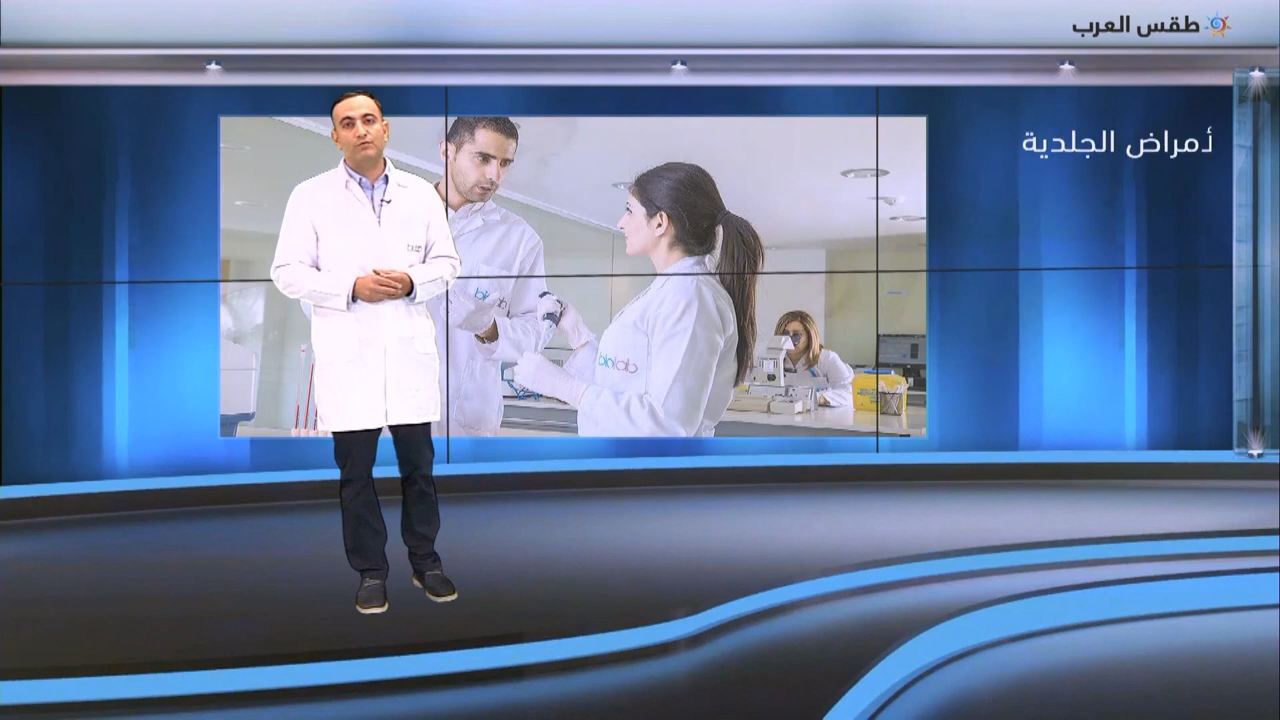 طقس العرب
أمراض الجلدية
biolab
biolab